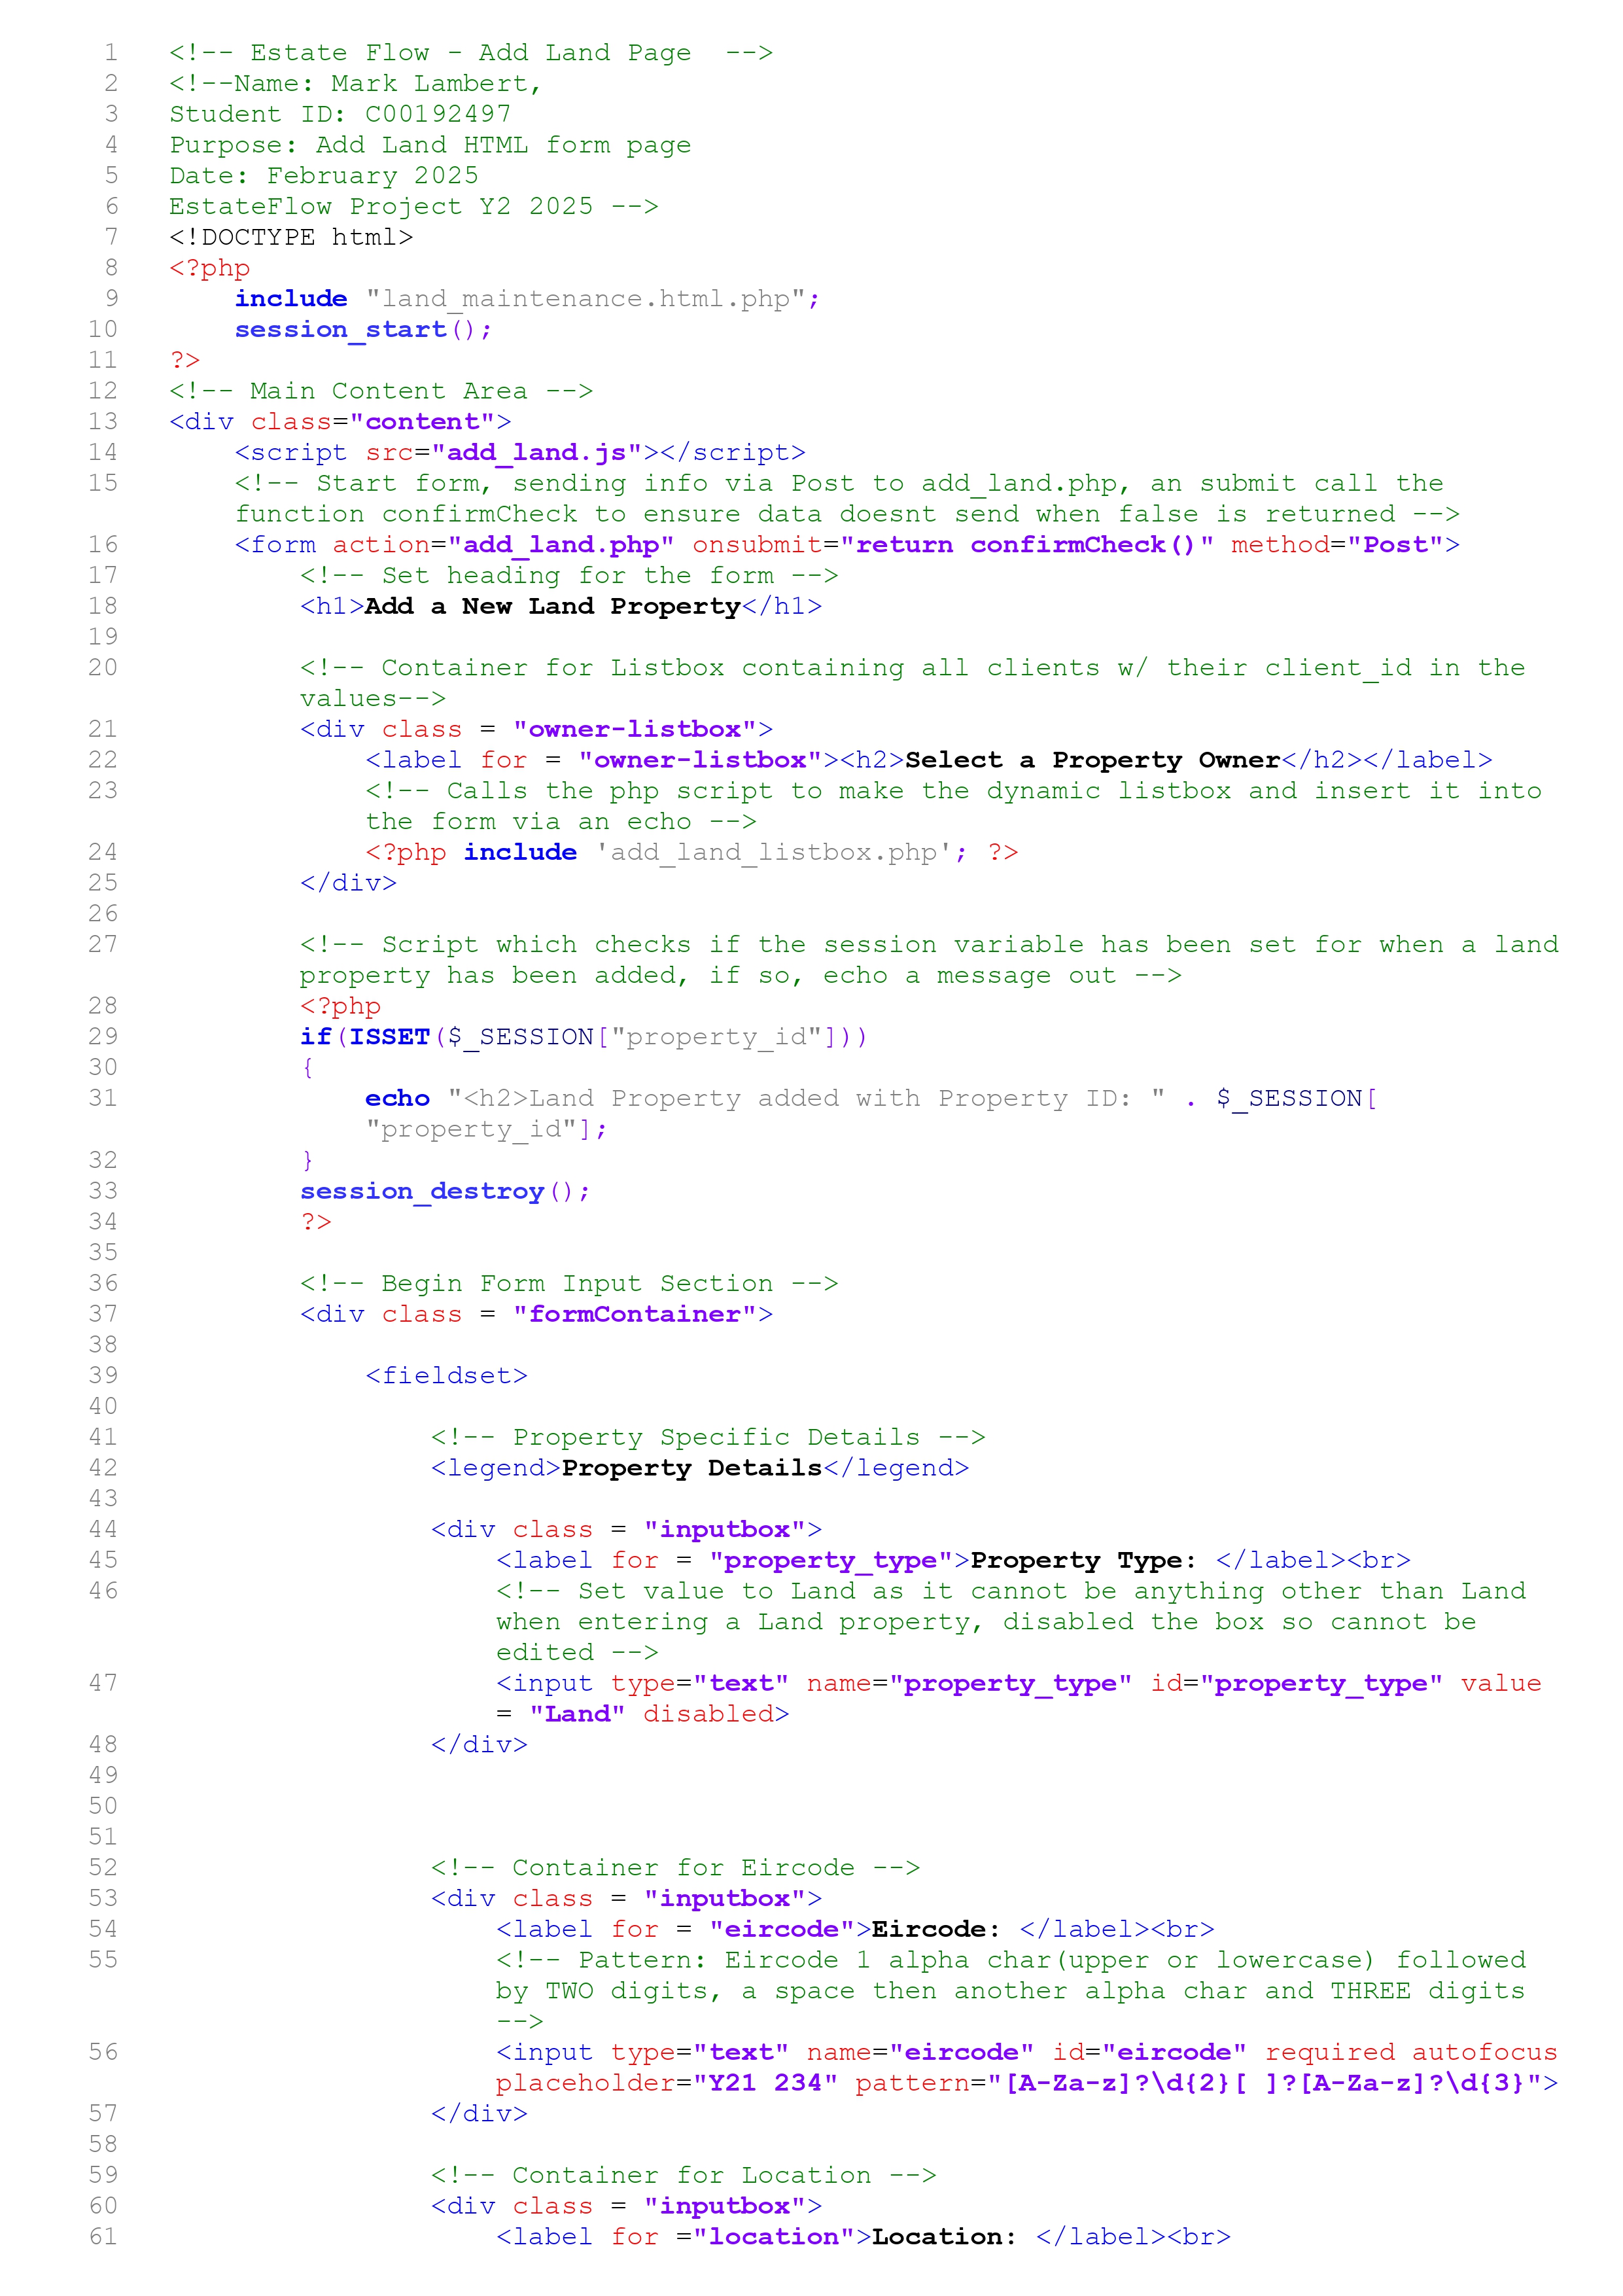 1 <!-- Estate Flow - Add Land Page  -->
2 <!--Name: Mark Lambert,
3 Student ID: C00192497
4 Purpose: Add Land HTML form page
5 Date: February 2025
6 EstateFlow Project Y2 2025 -->
7 <!DOCTYPE html>
8 <?php
9     include "land_maintenance.html.php";
10     session_start();
11 ?>
12 <!-- Main Content Area -->
13 <div class="content">
14     <script src="add_land.js"></script>
15     <!-- Start form, sending info via Post to add_land.php, an submit call the
    function confirmCheck to ensure data doesnt send when false is returned -->
16     <form action="add_land.php" onsubmit="return confirmCheck()" method="Post">
17         <!-- Set heading for the form -->
18         <h1>Add a New Land Property</h1>
19
20         <!-- Container for Listbox containing all clients w/ their client_id in the
        values-->
21         <div class = "owner-listbox">
22             <label for = "owner-listbox"><h2>Select a Property Owner</h2></label>
23             <!-- Calls the php script to make the dynamic listbox and insert it into
            the form via an echo -->
24             <?php include 'add_land_listbox.php'; ?>
25         </div>
26
27         <!-- Script which checks if the session variable has been set for when a land
        property has been added, if so, echo a message out -->
28         <?php
29         if(ISSET($_SESSION["property_id"]))
30         {
31             echo "<h2>Land Property added with Property ID: " . $_SESSION[
            "property_id"];
32         }
33         session_destroy();
34         ?>
35
36         <!-- Begin Form Input Section -->
37         <div class = "formContainer">
38
39             <fieldset>
40
41                 <!-- Property Specific Details -->
42                 <legend>Property Details</legend>
43
44                 <div class = "inputbox">
45                     <label for = "property_type">Property Type: </label><br>
46                     <!-- Set value to Land as it cannot be anything other than Land
                    when entering a Land property, disabled the box so cannot be
                    edited -->
47                     <input type="text" name="property_type" id="property_type" value
                    = "Land" disabled>
48                 </div>
49
50
51
52                 <!-- Container for Eircode -->
53                 <div class = "inputbox">
54                     <label for = "eircode">Eircode: </label><br>
55                     <!-- Pattern: Eircode 1 alpha char(upper or lowercase) followed
                    by TWO digits, a space then another alpha char and THREE digits
                    -->
56                     <input type="text" name="eircode" id="eircode" required autofocus
                    placeholder="Y21 234" pattern="[A-Za-z]?\d{2}[ ]?[A-Za-z]?\d{3}">
57                 </div>
58
59                 <!-- Container for Location -->
60                 <div class = "inputbox">
61                     <label for ="location">Location: </label><br>